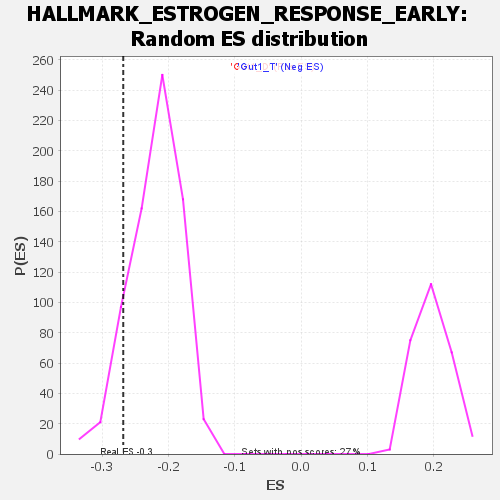 HALLMARK_ESTROGEN_RESPONSE_EARLY:
Random ES distribution
'Gut1_T' (Neg ES)
260
240
220
200
180
160
140
120
100
80
60
40
20
0
P(ES)
Real ES -0.3
Sets with pos scores: 27%
-0.3 -0.2 -0.1 0.0 0.1 0.2
ES